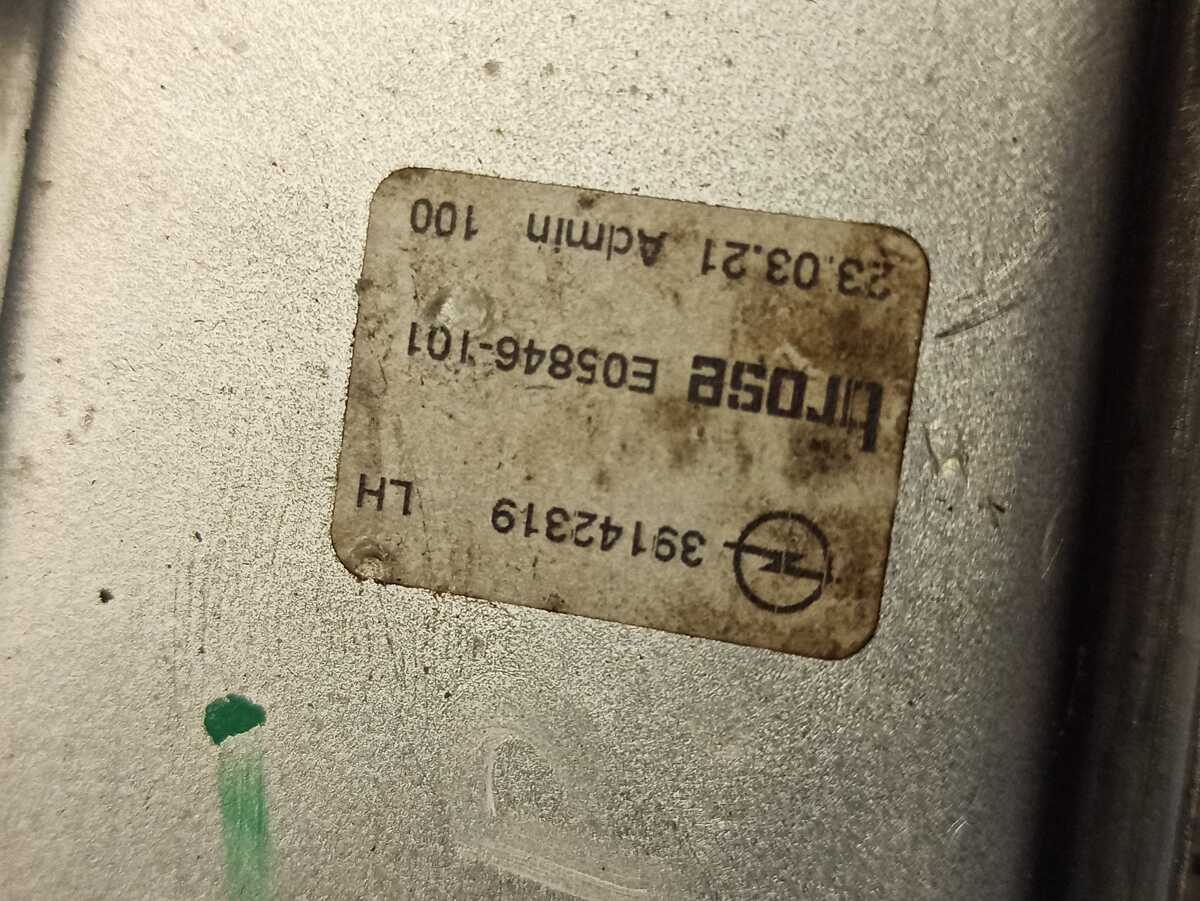 39142319 LH
brose E05846-101
23.03.21 Admin 100